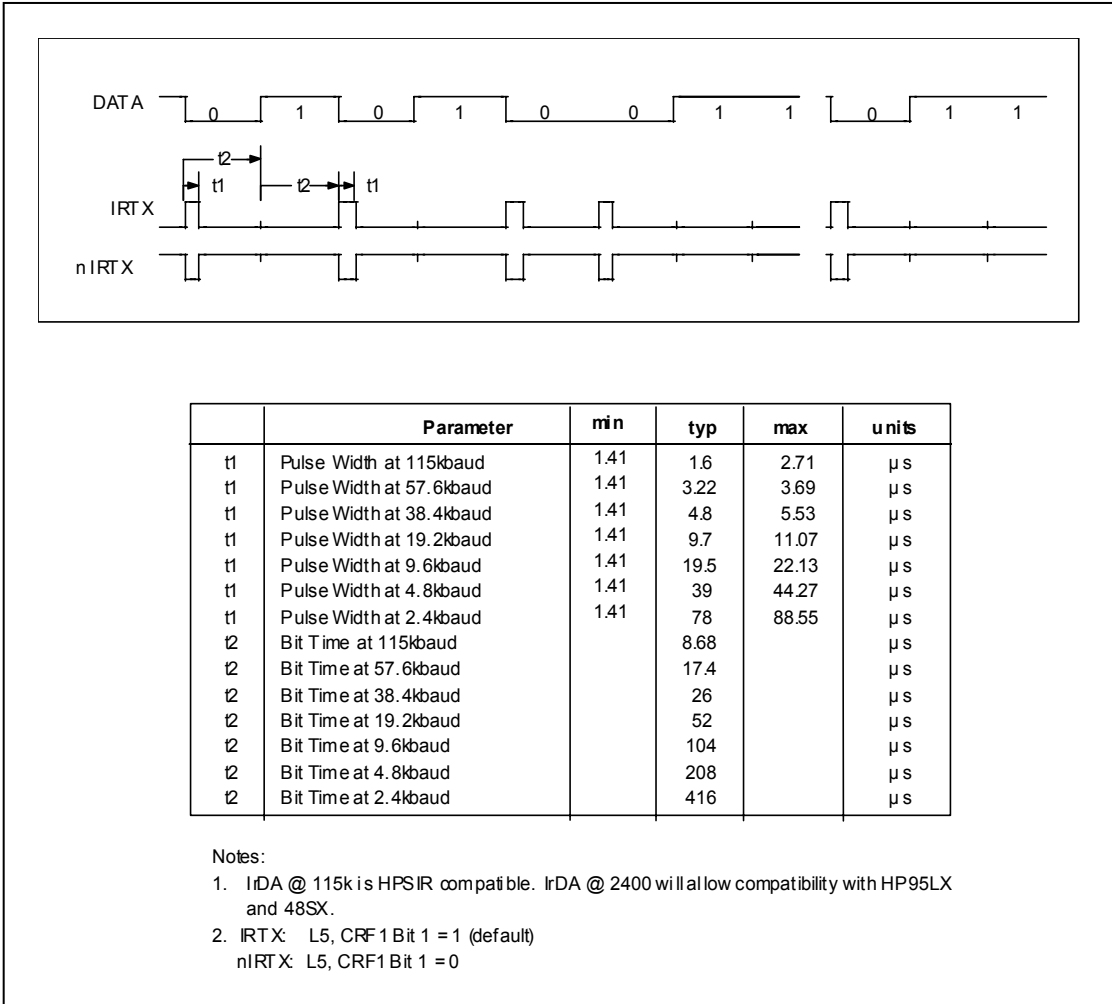 DATA
0 1 0 1 0 0 1 1 0 1 1
t2
t1 t2 t1
IRTX
nIRTX
Parameter min typ max units
t1 Pulse Width at 115kbaud 1.41 1.6 2.71 µs
t1 Pulse Width at 57.6kbaud 1.41 3.22 3.69 µs
t1 Pulse Width at 38.4kbaud 1.41 4.8 5.53 µs
t1 Pulse Width at 19.2kbaud 1.41 9.7 11.07 µs
t1 Pulse Width at 9.6kbaud 1.41 19.5 22.13 µs
t1 Pulse Width at 4.8kbaud 1.41 39 44.27 µs
t1 Pulse Width at 2.4kbaud 1.41 78 88.55 µs
t2 Bit Time at 115kbaud 8.68 µs
t2 Bit Time at 57.6kbaud 17.4 µs
t2 Bit Time at 38.4kbaud 26 µs
t2 Bit Time at 19.2kbaud 52 µs
t2 Bit Time at 9.6kbaud 104 µs
t2 Bit Time at 4.8kbaud 208 µs
t2 Bit Time at 2.4kbaud 416 µs
Notes:
1. IrDA @ 115k is HPSIR compatible. IrDA @ 2400 will allow compatibility with HP95LX
and 48SX.
2. IRTX: L5, CRF1 Bit 1 = 1 (default)
nIRTX: L5, CRF1 Bit 1 = 0